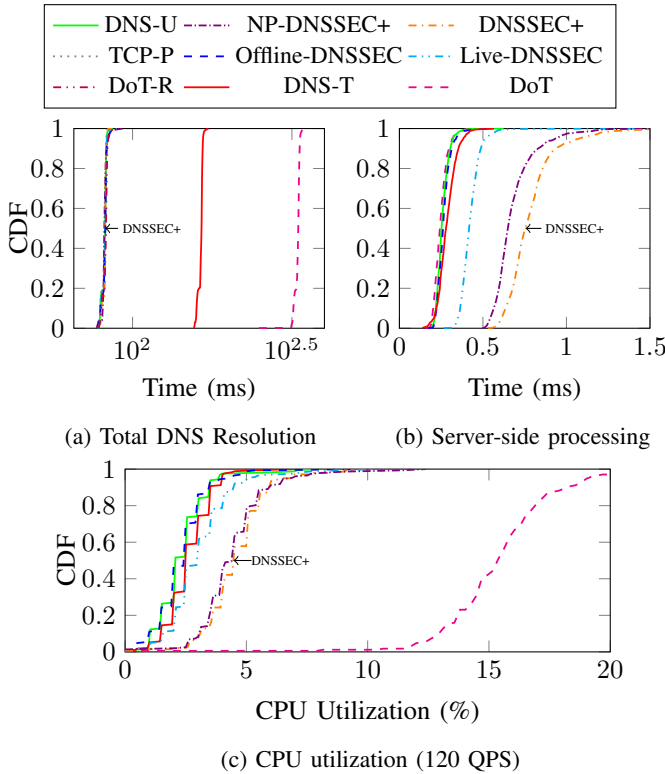 DNS-U NP-DNSSEC+ DNSSEC+
TCP-P Offline-DNSSEC Live-DNSSEC
DoT-R DNS-T DoT
1
0.8
0.6
0.4
0.2
0
CDF
DNSSEC+
10^2 10^2.5
Time (ms)
(a) Total DNS Resolution
1
0.8
0.6
0.4
0.2
0
CDF
DNSSEC+
0 0.5 1 1.5
Time (ms)
(b) Server-side processing
1
0.8
0.6
0.4
0.2
0
CDF
DNSSEC+
0 5 10 15 20
CPU Utilization (%)
(c) CPU utilization (120 QPS)